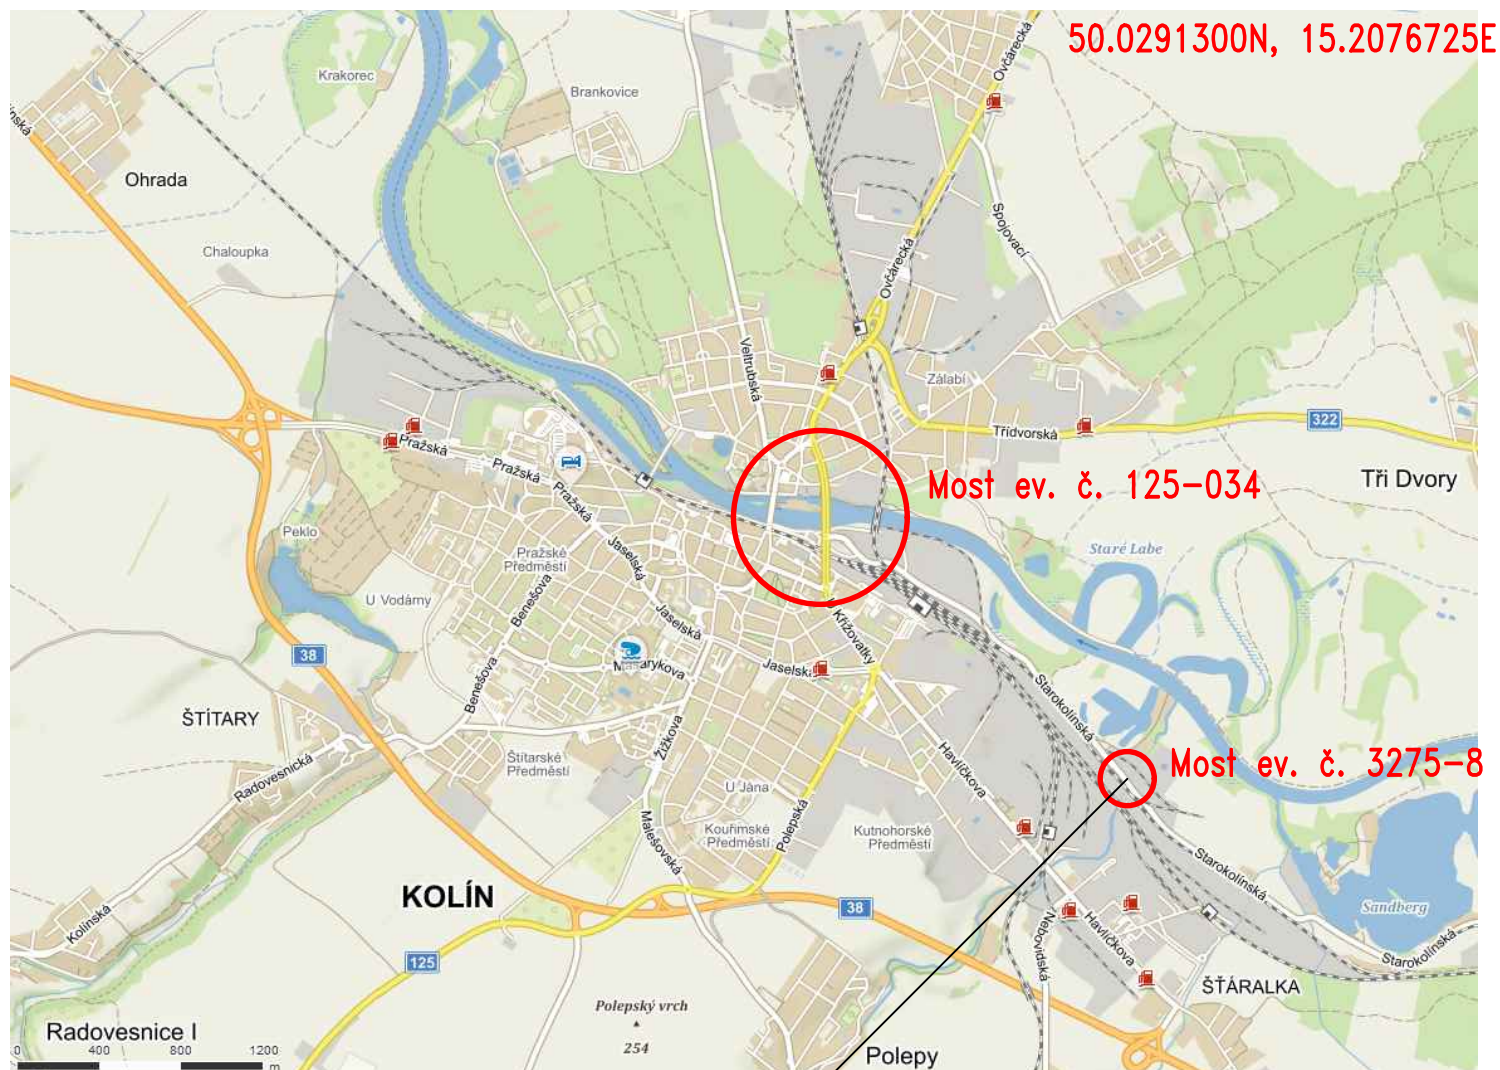 50.0291300N, 15.2076725E
Ovčárecká
Krakorec
Brankovice
Ohrada
Spojovací
Chaloupka
Ovčárecká
Veltrubská
Zálabí
322
Třídvorská
Pražská
Pražská
Pražská
Most ev. č. 125-034
Tři Dvory
Peklo
Jaselská
Staré Labe
Pražské
Předměstí
Benešova
U Vodárny
Jaselská
U Křižovatky
38
Masarykova
Jaselská
Benešova
Starokolínská
ŠTÍTARY
Žižkova
Štítarské
Předměstí
Havlíčkova
Most ev. č. 3275-8
Radovesnická
U Jána
Polepská
Malešovská
Kouřimské
Předměstí
Kutnohorské
Předměstí
Starokolínská
KOLÍN
38
Sandberg
Kolínská
Nebovidská
Havlíčkova
Starokolínská
125
ŠŤÁRALKA
Polepský vrch
254
Radovesnice I
Polepy
0 400 800 1200
m